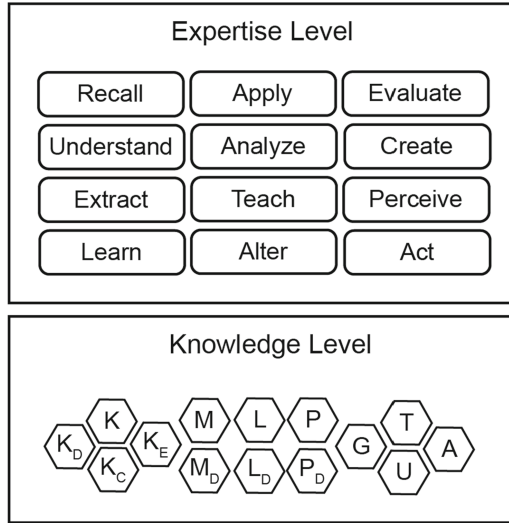 Expertise Level
Recall Apply Evaluate
Understand Analyze Create
Extract Teach Perceive
Learn Alter Act
Knowledge Level
K M L P T
K_D K_E G A
K_C M_D L_D P_D U